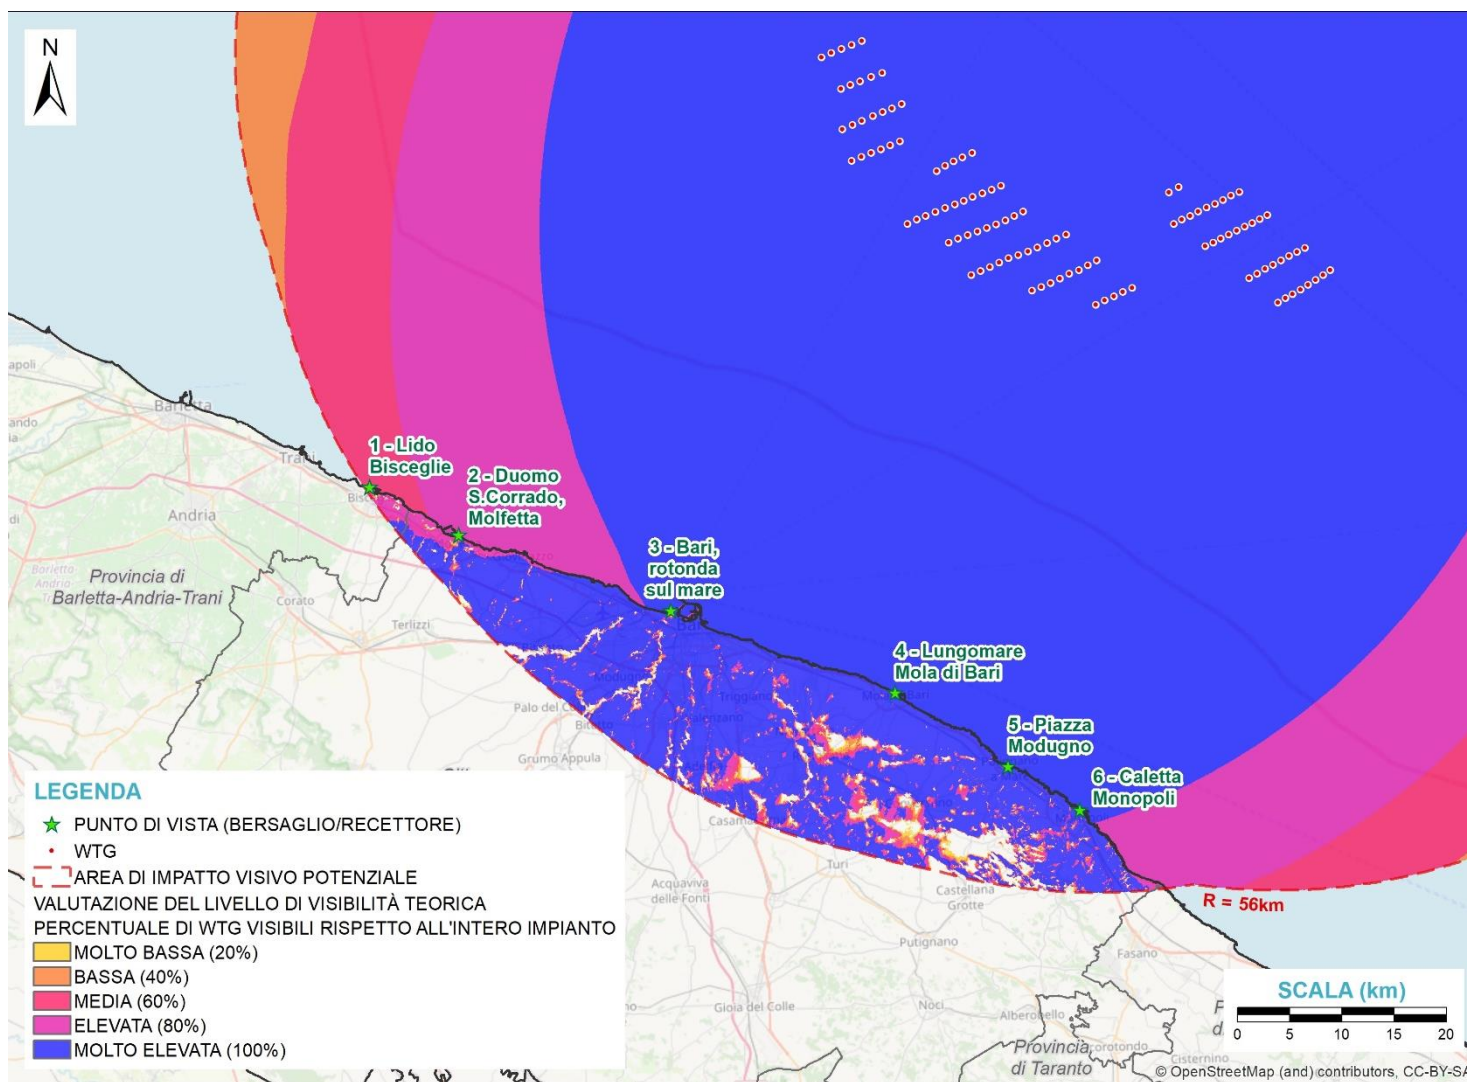 N
1 - Lido
Bisceglie
2 - Duomo
S.Corrado,
Molfetta
3 - Bari,
rotonda
sul mare
4 - Lungomare
Mola di Bari
5 - Piazza
Modugno
6 - Caletta
Monopoli
Barletta
Trani
Andria
Provincia di
Barletta-Andria-Trani
Corato
Terlizzi
Modugno
Triggiano
Palo del
Grumo Appula
Turi
Acquaviva
delle Fonti
Castellana
Grotte
Putignano
Gioia del Colle
Noci
Alberobello
Fasano
Cisternino
Provincia
di Taranto
R = 56km
LEGENDA
PUNTO DI VISTA (BERSAGLIO/RECETTORE)
WTG
AREA DI IMPATTO VISIVO POTENZIALE
VALUTAZIONE DEL LIVELLO DI VISIBILITÀ TEORICA
PERCENTUALE DI WTG VISIBILI RISPETTO ALL'INTERO IMPIANTO
MOLTO BASSA (20%)
BASSA (40%)
MEDIA (60%)
ELEVATA (80%)
MOLTO ELEVATA (100%)
SCALA (km)
0 5 10 15 20
© OpenStreetMap (and) contributors, CC-BY-SA